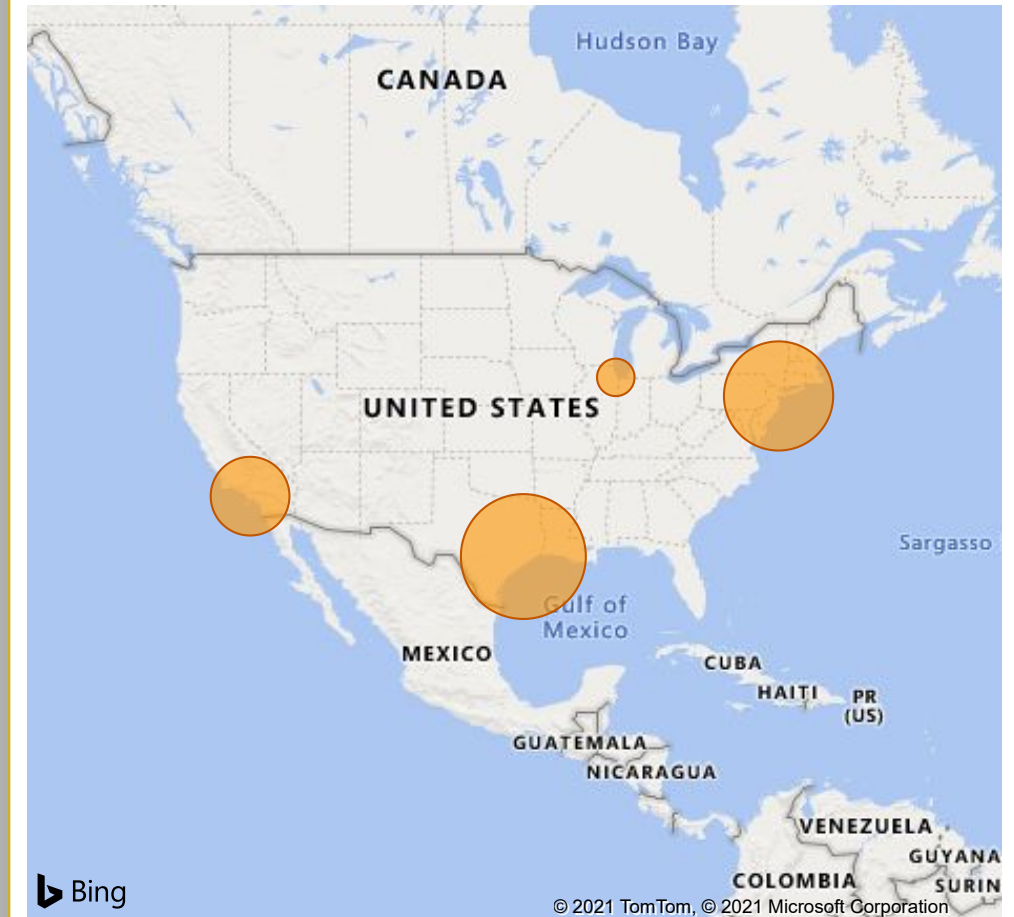 Hudson Bay
CANADA
UNITED STATES
Sargasso
Gulf of
Mexico
MEXICO
CUBA
HAITI
PR
(US)
GUATEMALA
NICARAGUA
VENEZUELA
GUYANA
COLOMBIA
SURIN
Bing
© 2021 TomTom, © 2021 Microsoft Corporation